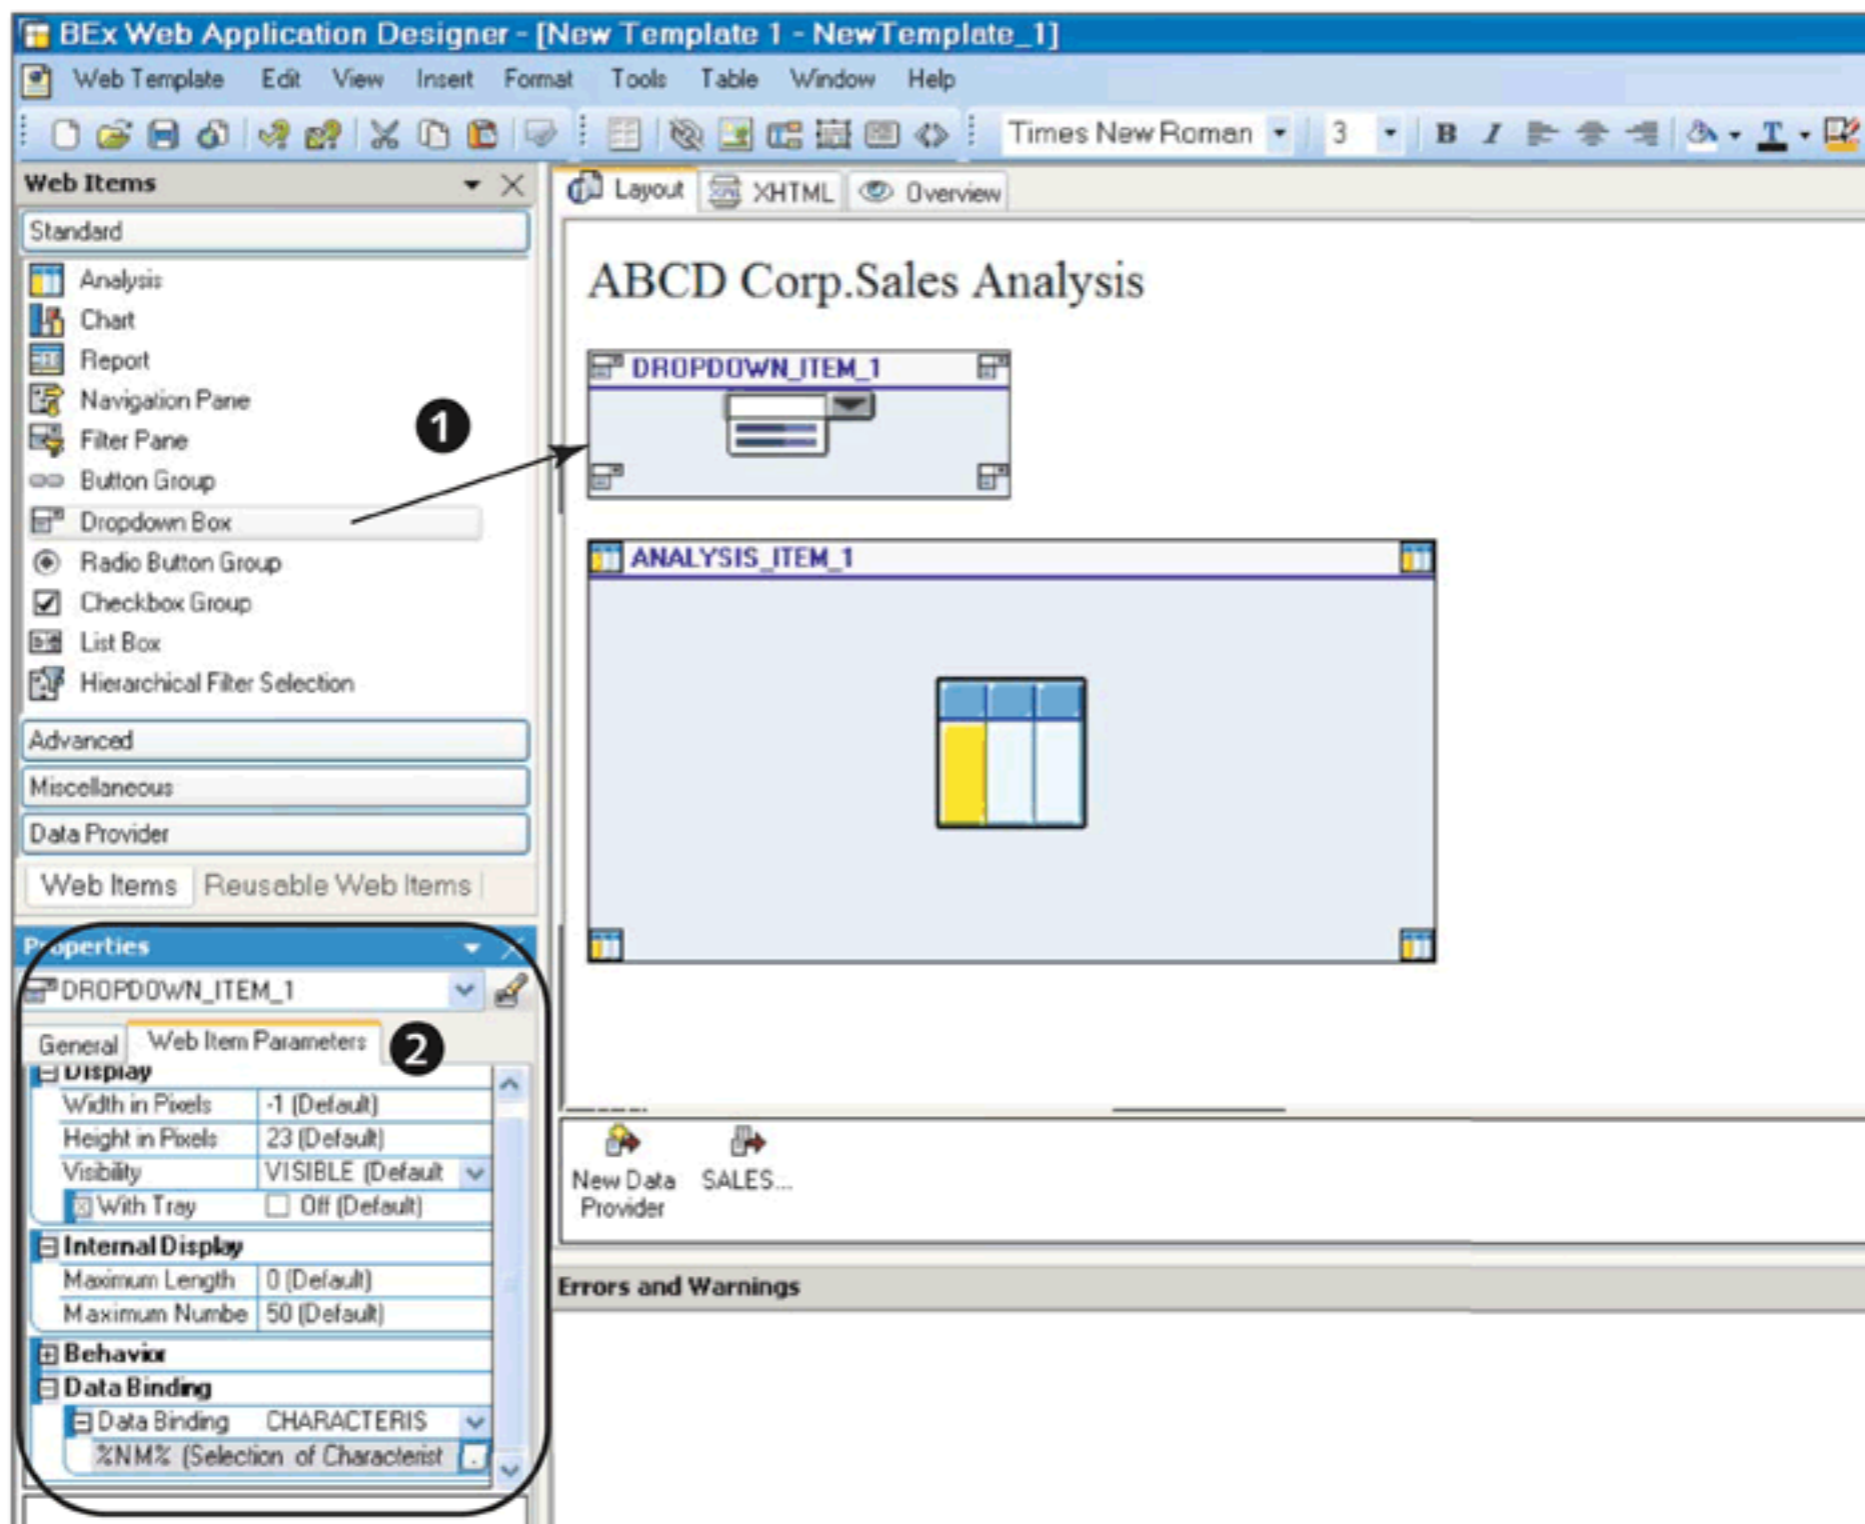 BEx Web Application Designer - [New Template 1 - NewTemplate_1]
Web Template Edit View Insert Format Tools Table Window Help
Times New Roman 3 B I T
Web Items
Standard
Analysis
Chart
Report
Navigation Pane
Filter Pane
Button Group
Dropdown Box
Radio Button Group
Checkbox Group
List Box
Hierarchical Filter Selection
Advanced
Miscellaneous
Data Provider
Web Items Reusable Web Items
1
Layout XHTML Overview
ABCD Corp.Sales Analysis
DROPDOWN_ITEM_1
ANALYSIS_ITEM_1
Properties
DROPDOWN_ITEM_1
General Web Item Parameters 2
Display
Width in Pixels -1 (Default)
Height in Pixels 23 (Default)
Visibility VISIBLE (Default
With Tray Off (Default)
Internal Display
Maximum Length 0 (Default)
Maximum Numbe 50 (Default)
Behavior
Data Binding
Data Binding CHARACTERIS
%NM% (Selection of Characterist .
New Data Provider
SALES...
Errors and Warnings